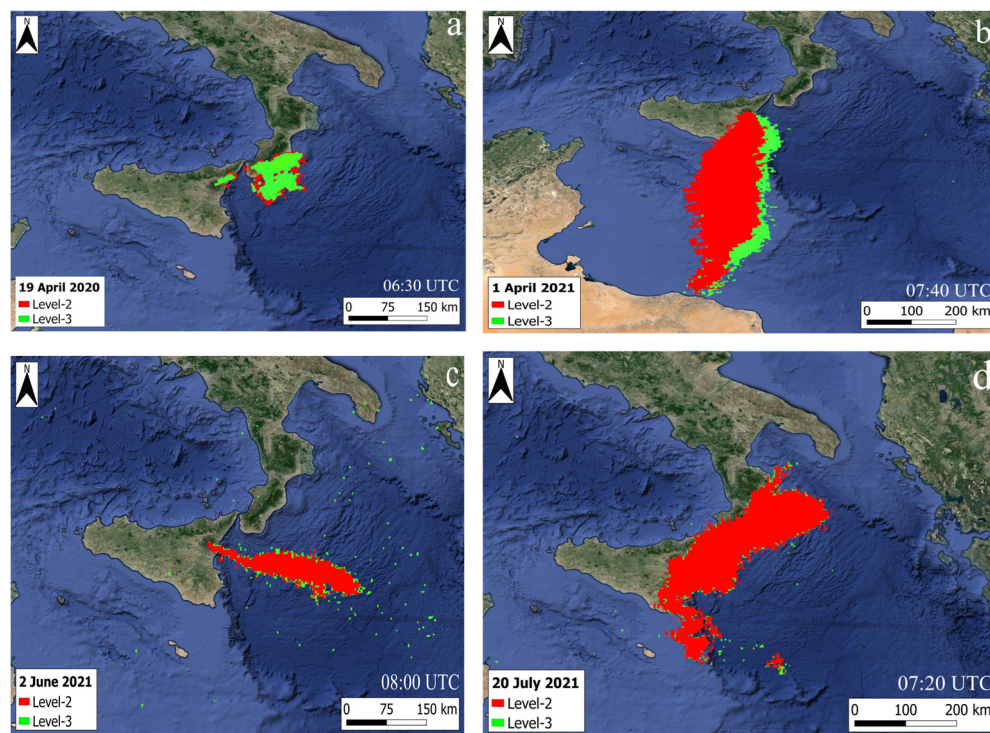 N
a
19 April 2020
Level-2
Level-3
06:30 UTC
0 75 150 km
N
b
1 April 2021
Level-2
Level-3
07:40 UTC
0 100 200 km
N
c
2 June 2021
Level-2
Level-3
08:00 UTC
0 75 150 km
N
d
20 July 2021
Level-2
Level-3
07:20 UTC
0 100 200 km